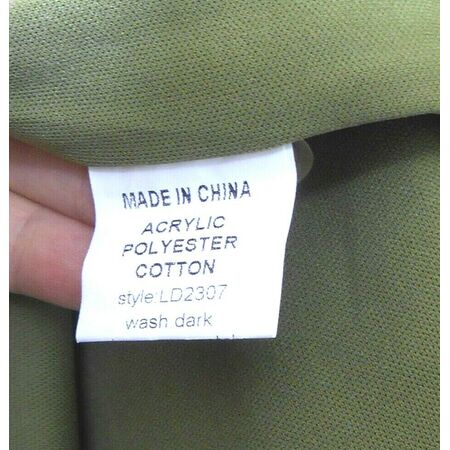 MADE IN CHINA
ACRYLIC
POLYESTER
COTTON
style:LD2307
wash dark